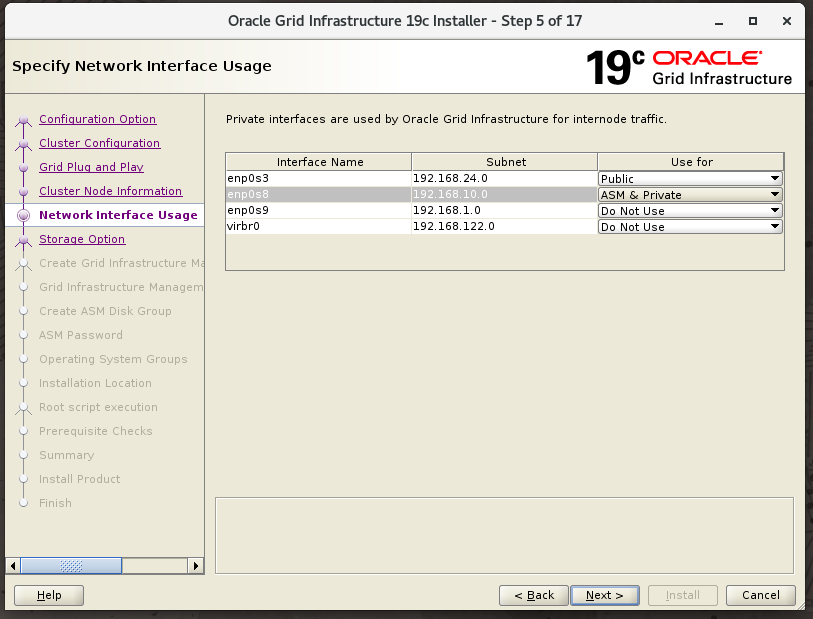 Oracle Grid Infrastructure 19c Installer - Step 5 of 17
Specify Network Interface Usage
19c ORACLE
Grid Infrastructure
Configuration Option
Cluster Configuration
Grid Plug and Play
Cluster Node Information
Network Interface Usage
Storage Option
Create Grid Infrastructure Ma
Grid Infrastructure Managem
Create ASM Disk Group
ASM Password
Operating System Groups
Installation Location
Root script execution
Prerequisite Checks
Summary
Install Product
Finish
Private interfaces are used by Oracle Grid Infrastructure for internode traffic.
Interface Name Subnet Use for
enp0s3 192.168.24.0 Public
enp0s8 192.168.10.0 ASM & Private
enp0s9 192.168.1.0 Do Not Use
virbr0 192.168.122.0 Do Not Use
Help < Back Next > Install Cancel